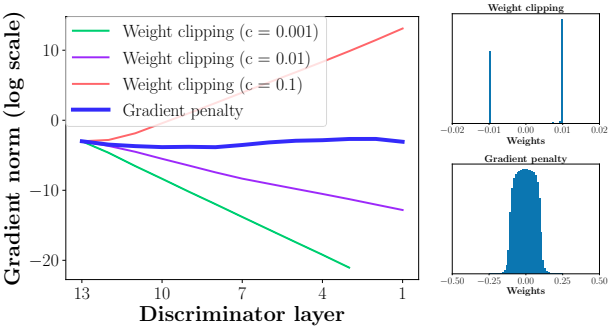 Weight clipping (c = 0.001)
Weight clipping (c = 0.01)
Weight clipping (c = 0.1)
Gradient penalty
Gradient norm (log scale)
10
0
−10
−20
13
10
7
4
1
Discriminator layer
Weight clipping
−0.02
−0.01
0.00
0.01
0.02
Weights
Gradient penalty
−0.50
−0.25
0.00
0.25
0.50
Weights